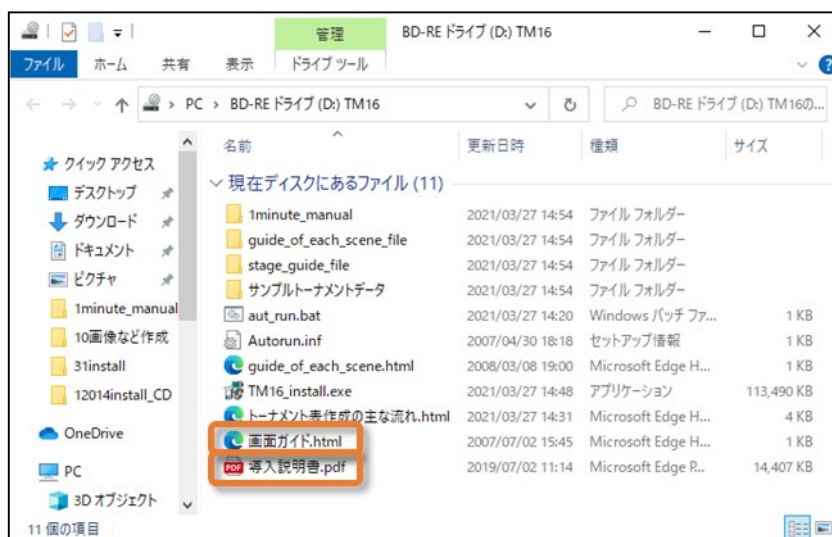 管理 BD-RE ドライブ (D:) TM16
ファイル ホーム 共有 表示 ドライブ ツール
PC > BD-RE ドライブ (D:) TM16 BD-RE ドライブ (D:) TM16の...
名前 更新日時 種類 サイズ
クイック アクセス
デスクトップ
ダウンロード
ドキュメント
ピクチャ
1minute_manual
10画像など作成
31install
12014install_CD
OneDrive
PC
3D オブジェクト
現在ディスクにあるファイル (11)
1minute_manual 2021/03/27 14:54 ファイル フォルダー
guide_of_each_scene_file 2021/03/27 14:54 ファイル フォルダー
stage_guide_file 2021/03/27 14:54 ファイル フォルダー
サンプルトーナメントデータ 2021/03/27 14:54 ファイル フォルダー
aut_run.bat 2021/03/27 14:20 Windows バッチ ファ... 1 KB
Autorun.inf 2007/04/30 18:18 セットアップ情報 1 KB
guide_of_each_scene.html 2008/03/08 19:00 Microsoft Edge H... 1 KB
TM16_install.exe 2021/03/27 14:48 アプリケーション 113,490 KB
トーナメント表作成の主な流れ.html 2021/03/27 14:31 Microsoft Edge H... 4 KB
画面ガイド.html 2007/07/02 15:45 Microsoft Edge H... 1 KB
PDF 導入説明書.pdf 2019/07/02 11:14 Microsoft Edge P... 14,407 KB
11 個の項目